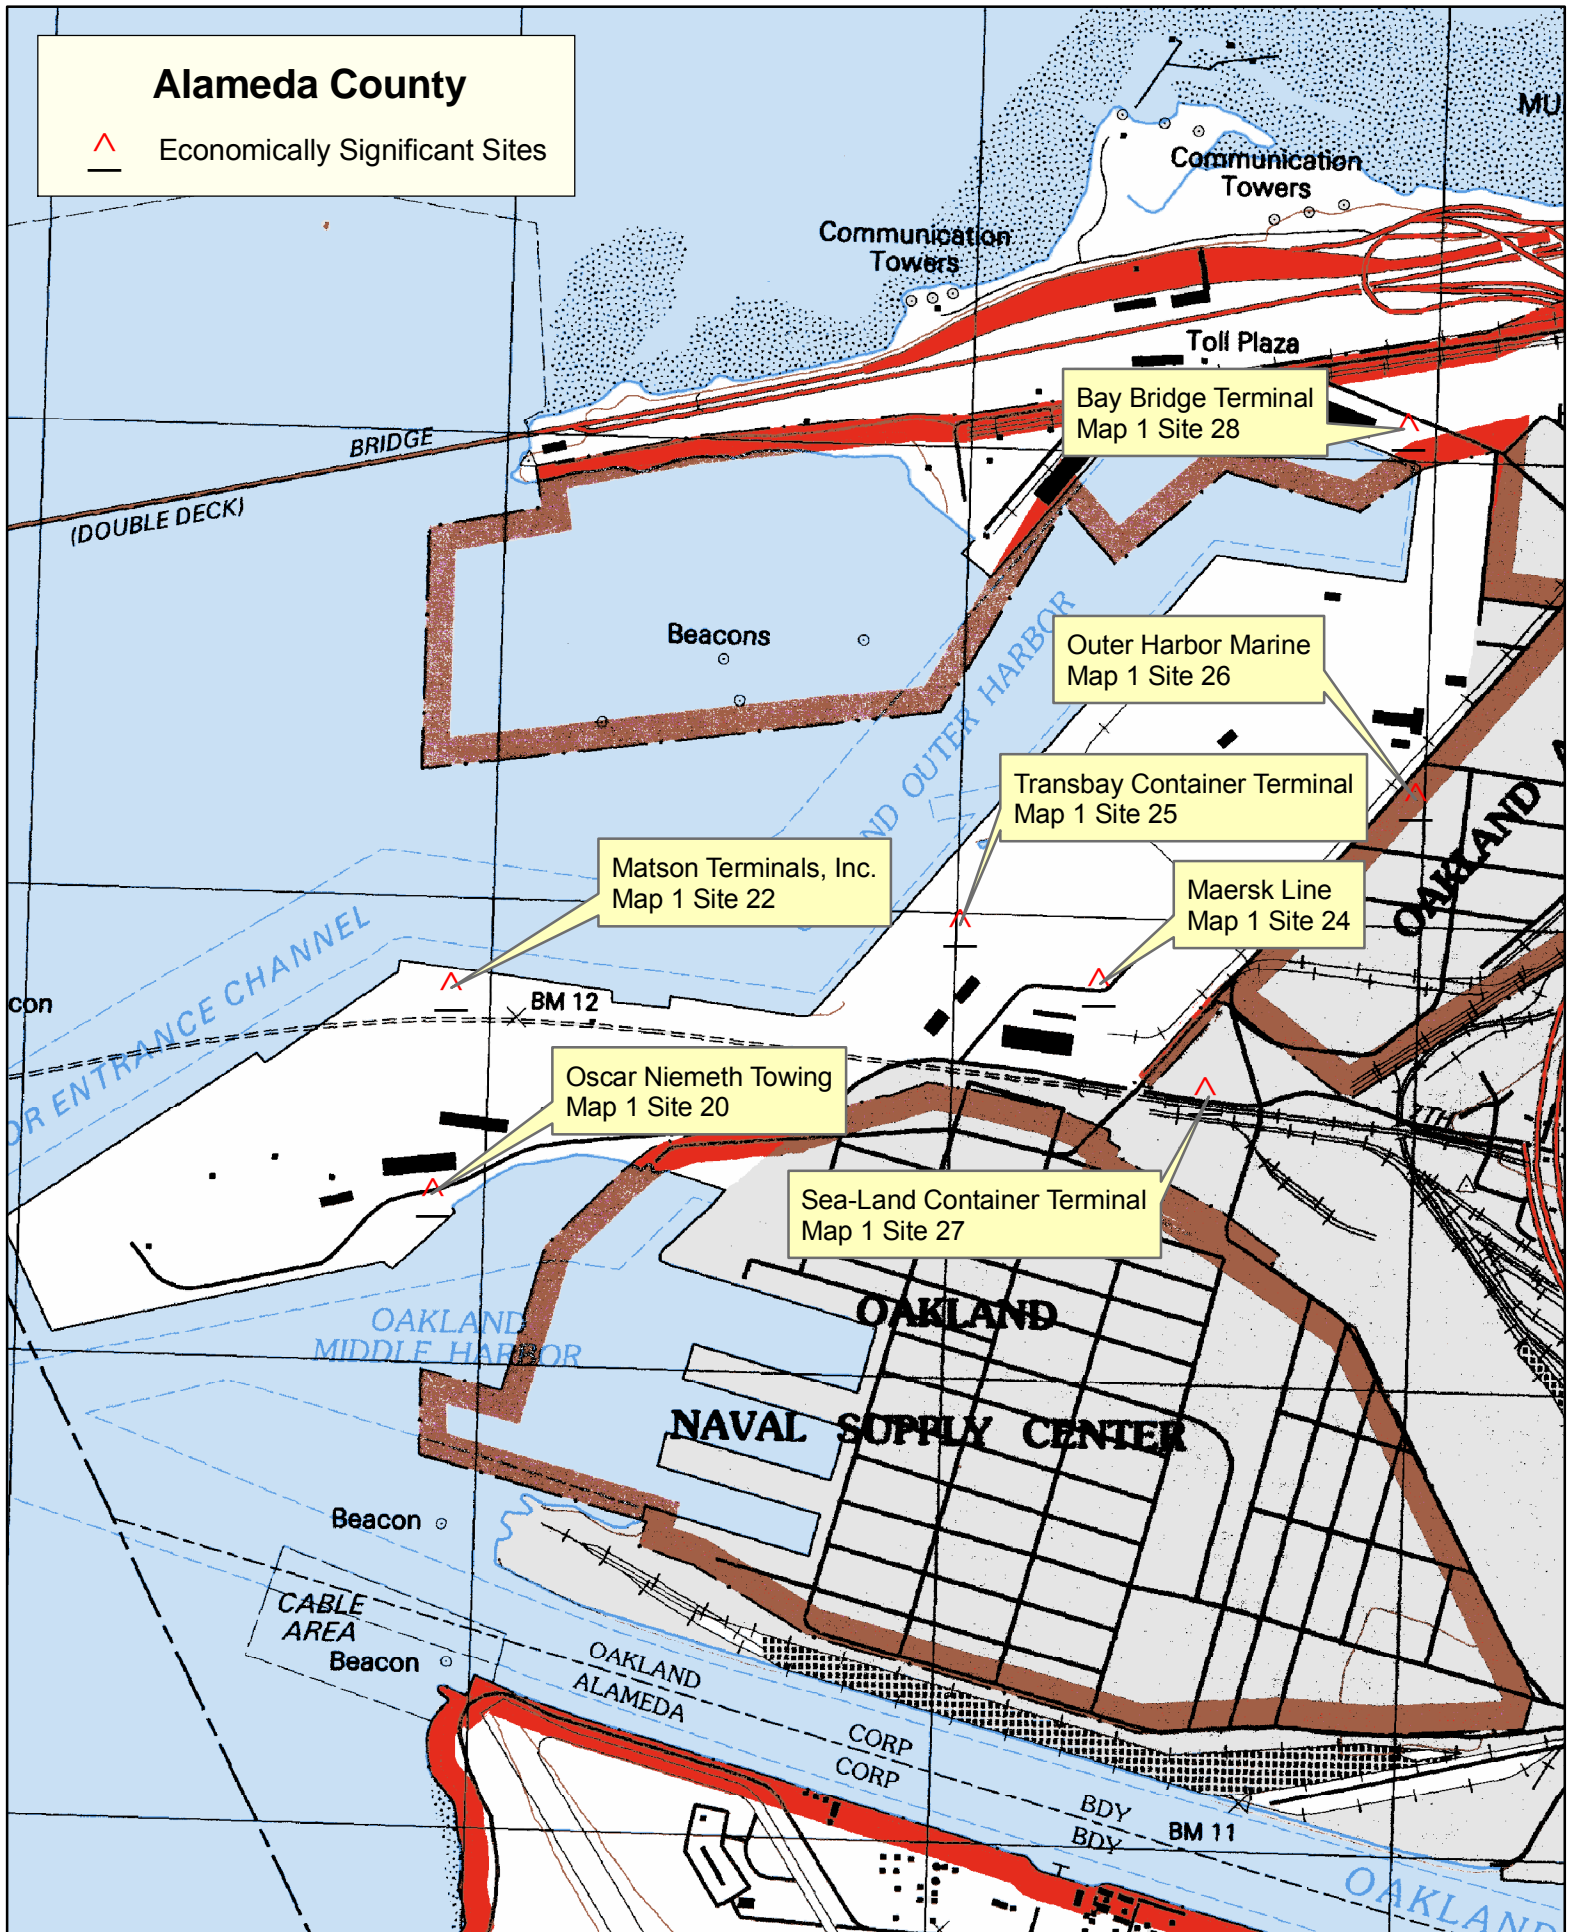 Alameda County
Economically Significant Sites
Communication
Towers
Communication
Towers
Toll Plaza
Bay Bridge Terminal
Map 1 Site 28
BRIDGE
(DOUBLE DECK)
Beacons
Outer Harbor Marine
Map 1 Site 26
OUTER HARBOR
Transbay Container Terminal
Map 1 Site 25
Matson Terminals, Inc.
Map 1 Site 22
Maersk Line
Map 1 Site 24
OAKLAND
ENTRANCE CHANNEL
BM 12
Oscar Niemeth Towing
Map 1 Site 20
7TH
Sea-Land Container Terminal
Map 1 Site 27
OAKLAND
MIDDLE HARBOR
OAKLAND
NAVAL SUPPLY CENTER
Beacon
CABLE
AREA
Beacon
OAKLAND CORP BDY
ALAMEDA CORP BDY
BM 11
OAKLAND